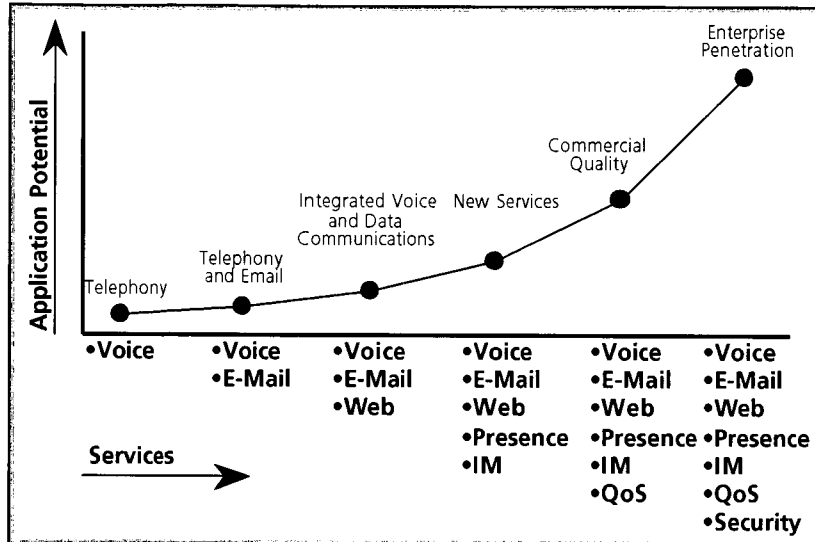 Application Potential
Telephony
Telephony
and Email
Integrated Voice
and Data
Communications
New Services
Commercial
Quality
Enterprise
Penetration
•Voice
•Voice
•E-Mail
•Voice
•E-Mail
•Web
•Voice
•E-Mail
•Web
•Presence
•IM
•Voice
•E-Mail
•Web
•Presence
•IM
•QoS
•Voice
•E-Mail
•Web
•Presence
•IM
•QoS
•Security
Services